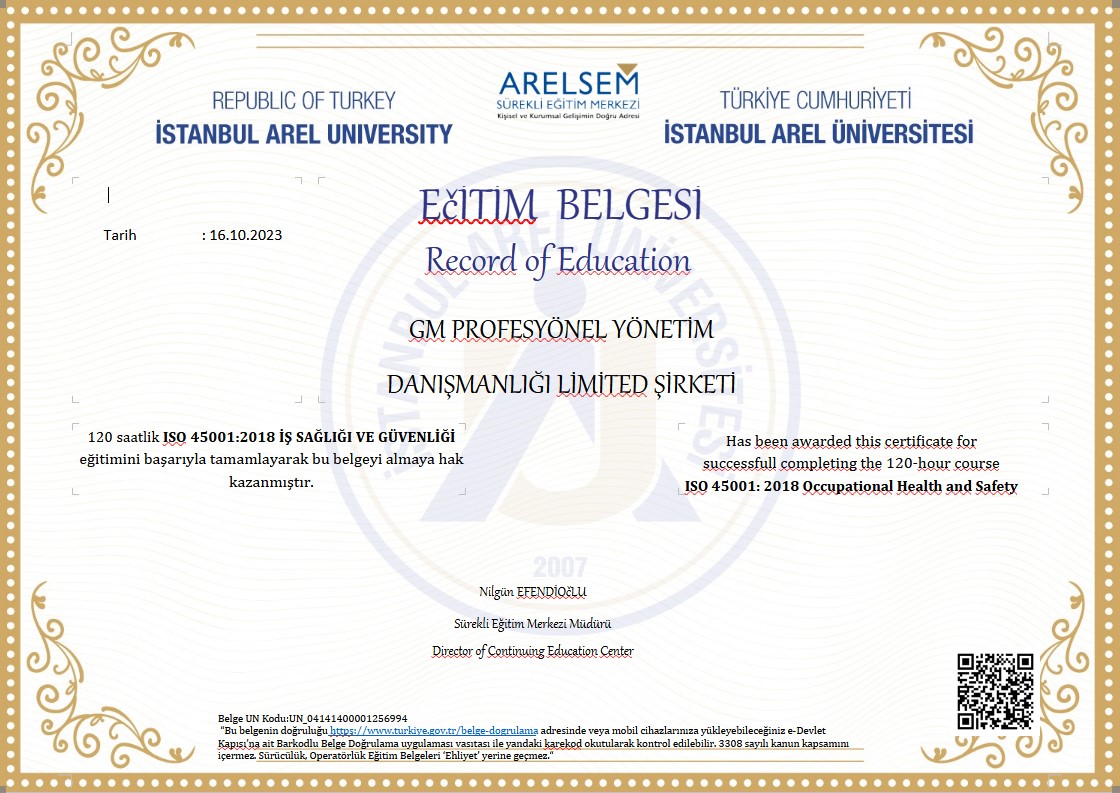 ARELSEM
SÜREKLİ EĞİTİM MERKEZİ
Kişisel ve Kurumsal Gelişimin Doğru Adresi
REPUBLIC OF TURKEY
İSTANBUL AREL UNIVERSITY
TÜRKİYE CUMHURİYETİ
İSTANBUL AREL ÜNİVERSİTESİ
EčİTİM BELGESİ
Record of Education
Tarih : 16.10.2023
GM PROFESYÖNEL YÖNETİM
DANIŞMANLIĞI LİMİTED ŞİRKETİ
120 saatlik ISO 45001:2018 İŞ SAĞLIĞI VE GÜVENLİĞİ
eğitimini başarıyla tamamlayarak bu belgeyi almaya hak
kazanmıştır.
Has been awarded this certificate for
successfull completing the 120-hour course
ISO 45001: 2018 Occupational Health and Safety
İSTANBUL AREL ÜNİVERSİTESİ
2007
Nilgün EFENDİOčLU
Sürekli Eğitim Merkezi Müdürü
Director of Continuing Education Center
Belge UN Kodu:UN_04141400001256994
"Bu belgenin doğruluğu https://www.turkiye.gov.tr/belge-dogrulama adresinde veya mobil cihazlarınıza yükleyebileceğiniz e-Devlet
Kapısı'na ait Barkodlu Belge Doğrulama uygulaması vasıtası ile yandaki karekod okutularak kontrol edilebilir. 3308 sayılı kanun kapsamını
içermez. Sürücülük, Operatörlük Eğitim Belgeleri 'Ehliyet' yerine geçmez."